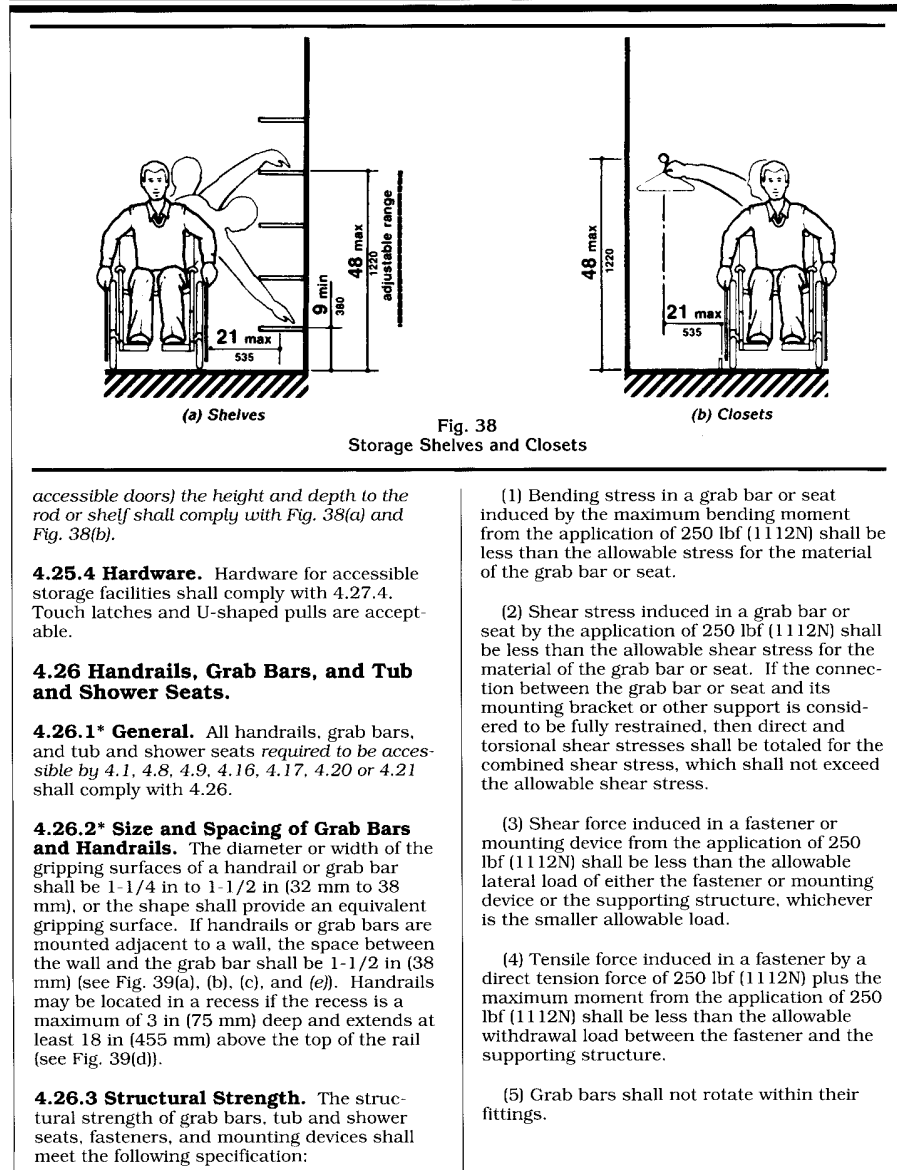 48 max
1220
adjustable range
9 min
380
21 max
535
48 max
1220
21 max
535
(a) Shelves
(b) Closets
Fig. 38
Storage Shelves and Closets
accessible doors) the height and depth to the
rod or shelf shall comply with Fig. 38(a) and
Fig. 38(b).
4.25.4 Hardware. Hardware for accessible
storage facilities shall comply with 4.27.4.
Touch latches and U-shaped pulls are accept-
able.
4.26 Handrails, Grab Bars, and Tub
and Shower Seats.
4.26.1* General. All handrails, grab bars,
and tub and shower seats required to be acces-
sible by 4.1, 4.8, 4.9, 4.16, 4.17, 4.20 or 4.21
shall comply with 4.26.
4.26.2* Size and Spacing of Grab Bars
and Handrails. The diameter or width of the
gripping surfaces of a handrail or grab bar
shall be 1-1/4 in to 1-1/2 in (32 mm to 38
mm), or the shape shall provide an equivalent
gripping surface. If handrails or grab bars are
mounted adjacent to a wall, the space between
the wall and the grab bar shall be 1-1/2 in (38
mm) (see Fig. 39(a), (b), (c), and (e)). Handrails
may be located in a recess if the recess is a
maximum of 3 in (75 mm) deep and extends at
least 18 in (455 mm) above the top of the rail
(see Fig. 39(d)).
4.26.3 Structural Strength. The struc-
tural strength of grab bars, tub and shower
seats, fasteners, and mounting devices shall
meet the following specification:
(1) Bending stress in a grab bar or seat
induced by the maximum bending moment
from the application of 250 lbf (1112N) shall be
less than the allowable stress for the material
of the grab bar or seat.
(2) Shear stress induced in a grab bar or
seat by the application of 250 lbf (1112N) shall
be less than the allowable shear stress for the
material of the grab bar or seat. If the connec-
tion between the grab bar or seat and its
mounting bracket or other support is consid-
ered to be fully restrained, then direct and
torsional shear stresses shall be totaled for the
combined shear stress, which shall not exceed
the allowable shear stress.
(3) Shear force induced in a fastener or
mounting device from the application of 250
lbf (1112N) shall be less than the allowable
lateral load of either the fastener or mounting
device or the supporting structure, whichever
is the smaller allowable load.
(4) Tensile force induced in a fastener by a
direct tension force of 250 lbf (1112N) plus the
maximum moment from the application of 250
lbf (1112N) shall be less than the allowable
withdrawal load between the fastener and the
supporting structure.
(5) Grab bars shall not rotate within their
fittings.